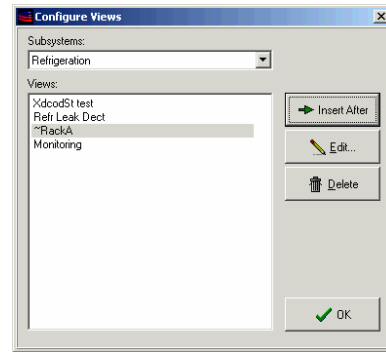 Configure Views
Subsystems:
Refrigeration
Views:
XdcodSt test
Refr Leak Dect
~RackA
Monitoring
Insert After
Edit...
Delete
OK